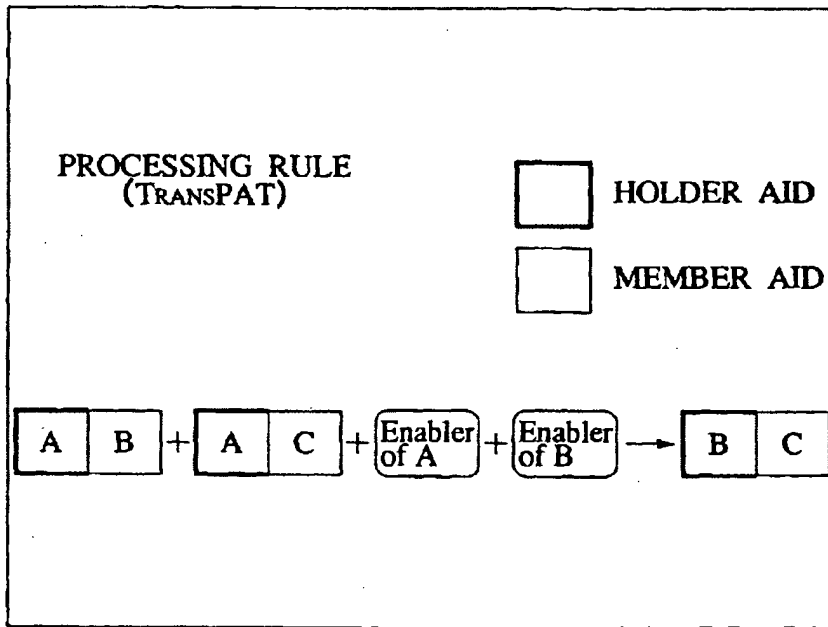 PROCESSING RULE
(TRANSPAT)
HOLDER AID
MEMBER AID
A B + A C + Enabler of A + Enabler of B → B C